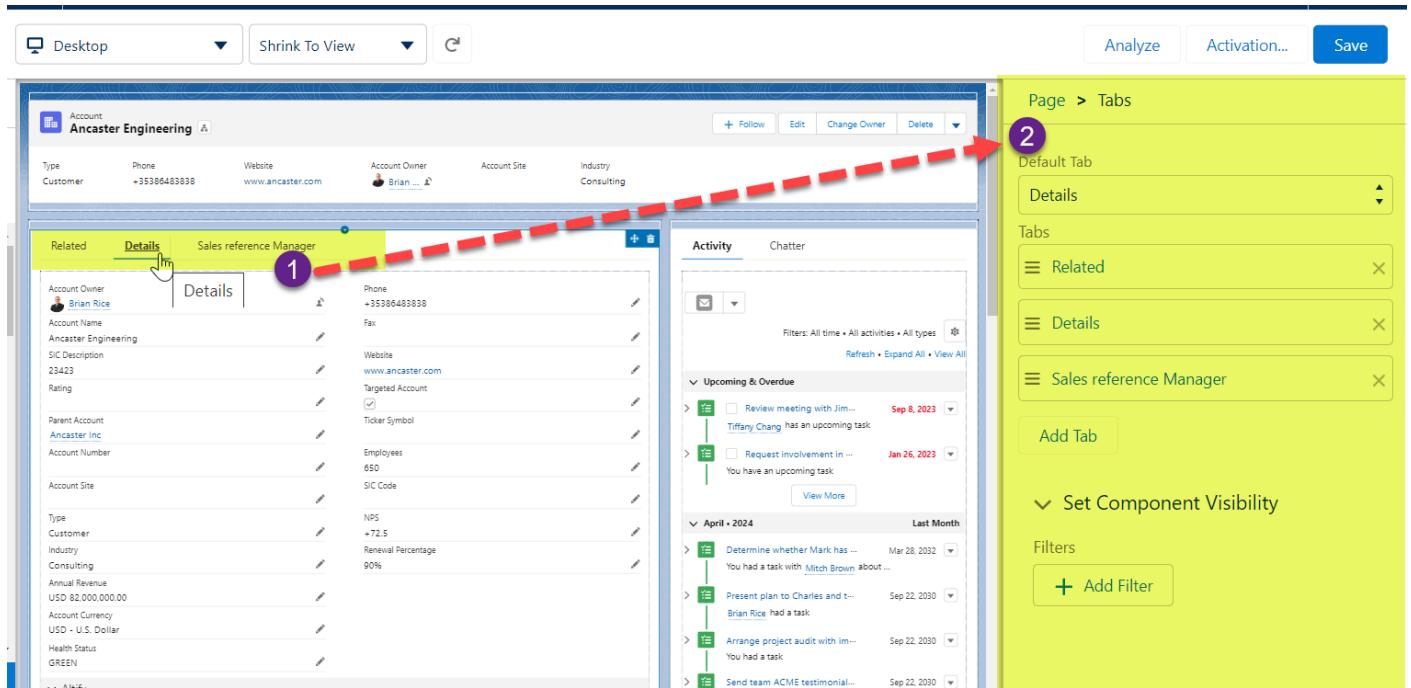 Desktop
Shrink To View
Analyze
Activation...
Save
Account
Ancaster Engineering
+ Follow
Edit
Change Owner
Delete
Type
Phone
Website
Account Owner
Account Site
Industry
Customer
+35386483838
www.ancaster.com
Brian ...
Consulting
Related
Details
Sales reference Manager
1
Details
Account Owner
Brian Rice
Phone
+35386483838
Account Name
Ancaster Engineering
Fax
SIC Description
23423
Website
www.ancaster.com
Rating
Targeted Account
Parent Account
Ancaster Inc
Ticker Symbol
Account Number
Employees
650
Account Site
SIC Code
Type
Customer
NPS
+72.5
Industry
Consulting
Renewal Percentage
90%
Annual Revenue
USD 82,000,000.00
Account Currency
USD - U.S. Dollar
Health Status
GREEN
Altify
Activity
Chatter
Filters: All time • All activities • All types
Refresh • Expand All • View All
Upcoming & Overdue
Review meeting with Jim...
Sep 8, 2023
Tiffany Chang has an upcoming task
Request involvement in ...
Jan 26, 2023
You have an upcoming task
View More
April • 2024
Last Month
Determine whether Mark has ...
Mar 28, 2032
You had a task with Mitch Brown about ...
Present plan to Charles and t...
Sep 22, 2030
Brian Rice had a task
Arrange project audit with im...
Sep 22, 2030
You had a task
Send team ACME testimonial...
Sep 22, 2030
Page > Tabs
2
Default Tab
Details
Tabs
Related
Details
Sales reference Manager
Add Tab
Set Component Visibility
Filters
+ Add Filter